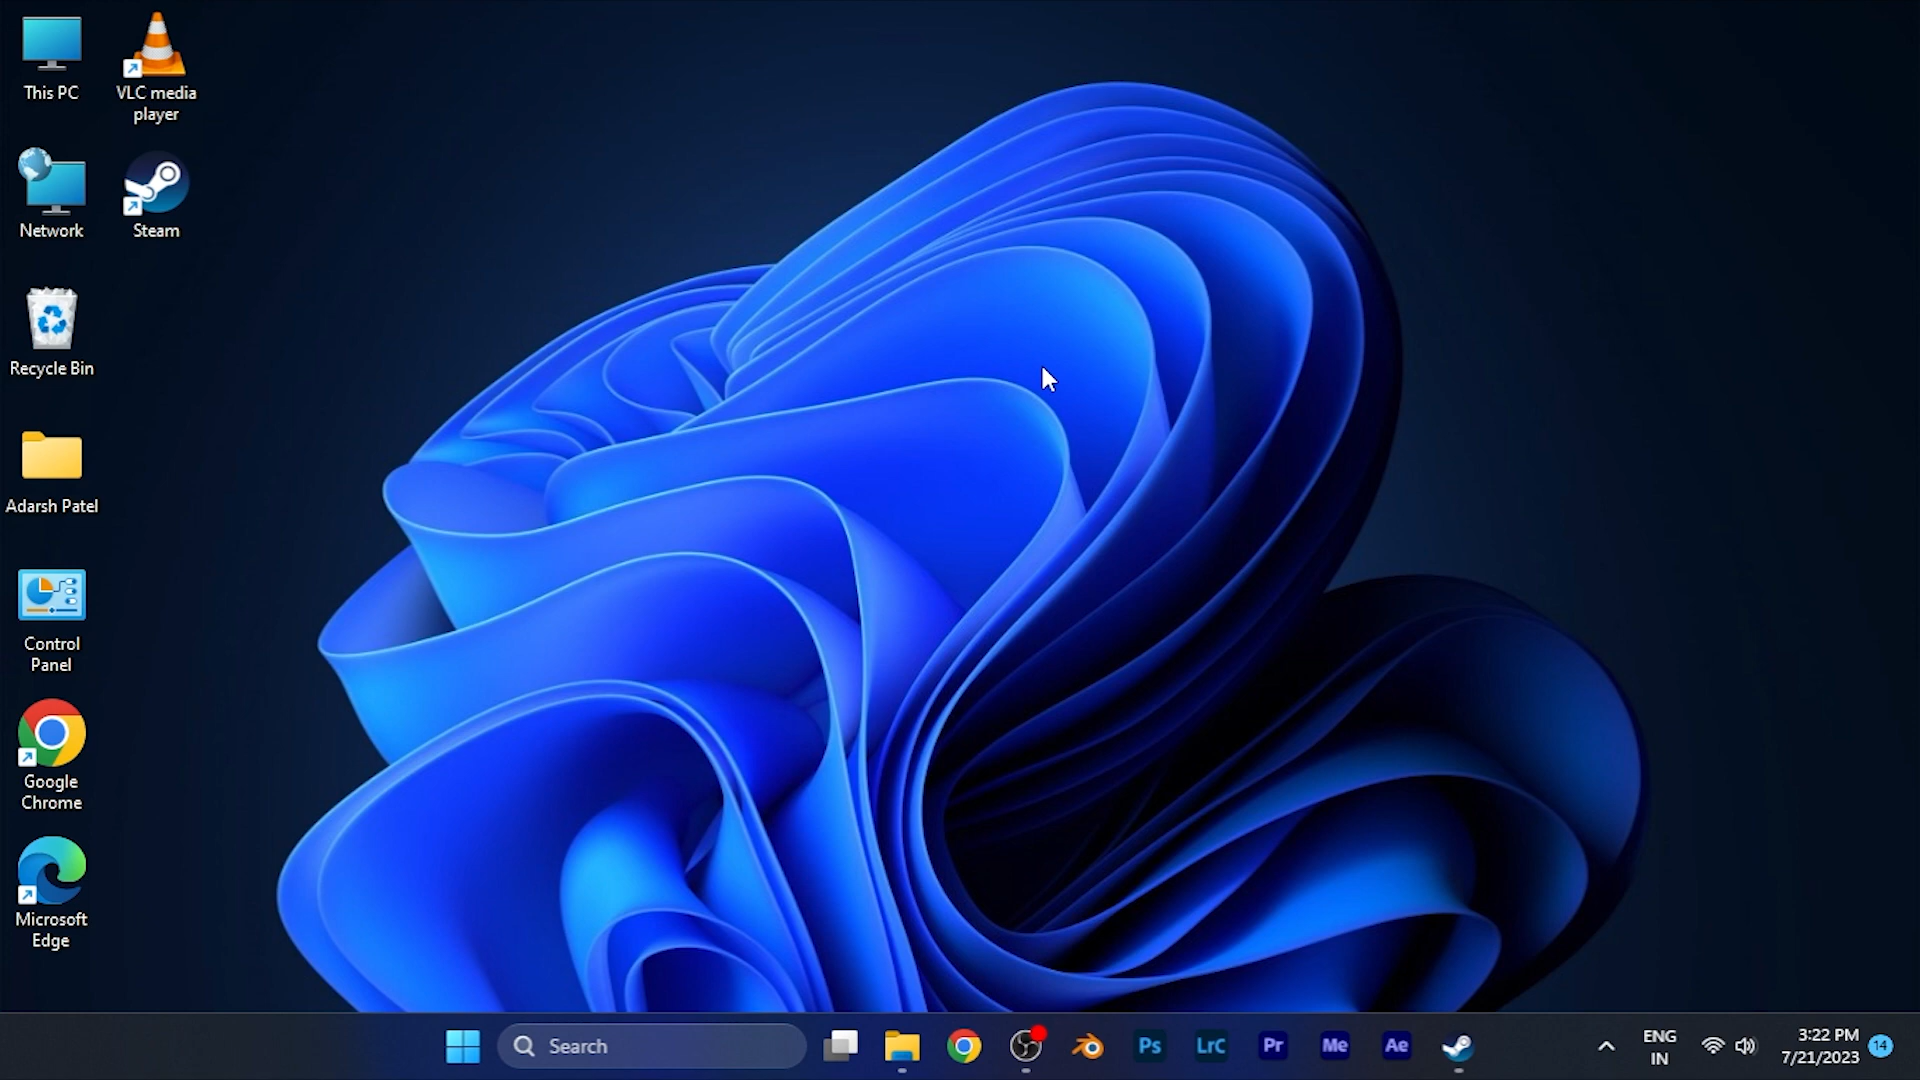 This PC
VLC media
player
Network
Steam
Recycle Bin
Adarsh Patel
Control
Panel
Google
Chrome
Microsoft
Edge
Search
Ps
LrC
Pr
Me
Ae
ENG
IN
3:22 PM
7/21/2023
14